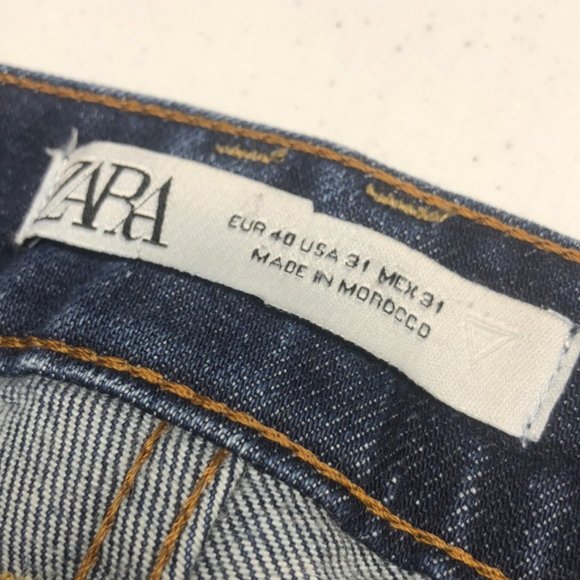 ZARA
EUR 40 USA 31 MEX 31
MADE IN MOROCCO